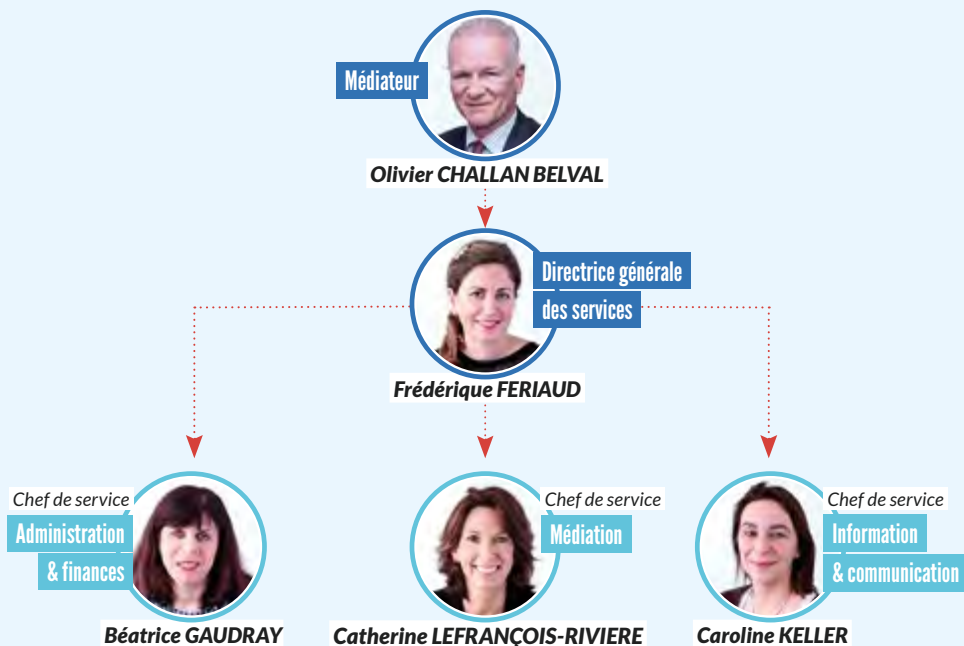 Médiateur
Olivier CHALLAN BELVAL
Directrice générale
des services
Frédérique FERIAUD
Chef de service
Administration
& finances
Béatrice GAUDRAY
Chef de service
Médiation
Catherine LEFRANÇOIS-RIVIERE
Chef de service
Information
& communication
Caroline KELLER